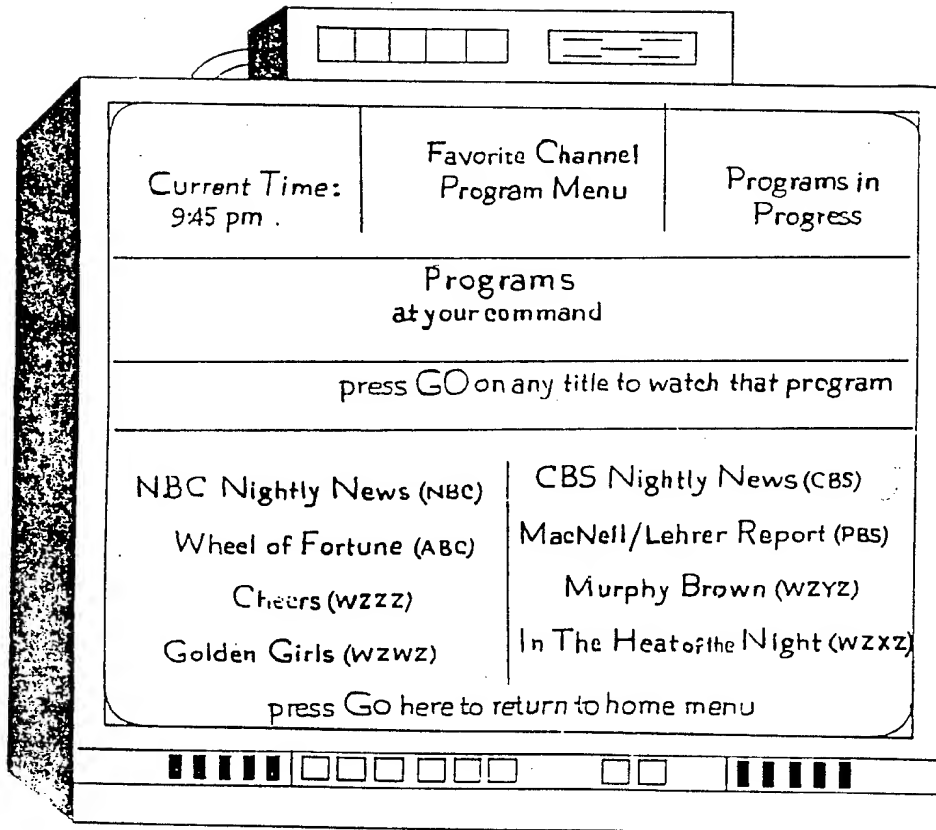 Current Time:
9:45 pm .
Favorite Channel
Program Menu
Programs in
Progress
Programs
at your command
press GO on any title to watch that program
NBC Nightly News (NBC)
Wheel of Fortune (ABC)
Cheers (WZZZ)
Golden Girls (WZWZ)
CBS Nightly News (CBS)
MacNell/Lehrer Report (PBS)
Murphy Brown (WZYZ)
In The Heat of the Night (WZXZ)
press Go here to return to home menu